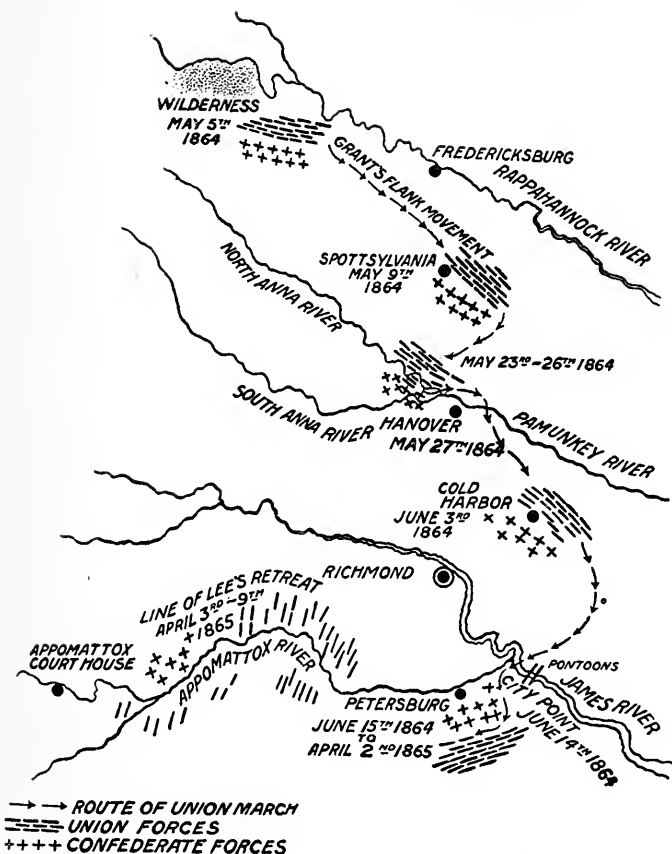 WILDERNESS
MAY 5TH
1864
GRANT'S FLANK MOVEMENT
FREDERICKSBURG
RAPPAHANNOCK RIVER
SPOTTSYLVANIA
MAY 9TH
1864
NORTH ANNA RIVER
MAY 23RD-26TH 1864
SOUTH ANNA RIVER
HANOVER
MAY 27TH 1864
PAMUNKEY RIVER
COLD
HARBOR
JUNE 3RD
1864
RICHMOND
LINE OF LEE'S RETREAT
APRIL 3RD-9TH
1865
APPOMATTOX
COURT HOUSE
APPOMATTOX RIVER
PONTOONS
JAMES RIVER
PETERSBURG
CITY POINT
JUNE 14TH 1864
JUNE 15TH 1864
TO
APRIL 2ND 1865
ROUTE OF UNION MARCH
UNION FORCES
CONFEDERATE FORCES